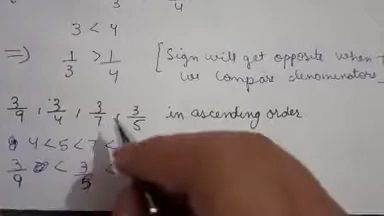 4
3 < 4
⇒ 1/3 > 1/4 [Sign will get opposite when
we compare denominators
3/9, 3/4, 3/7, 3/5 in ascending order
4 < 5 < 7 <
3/9 < 3/5 <